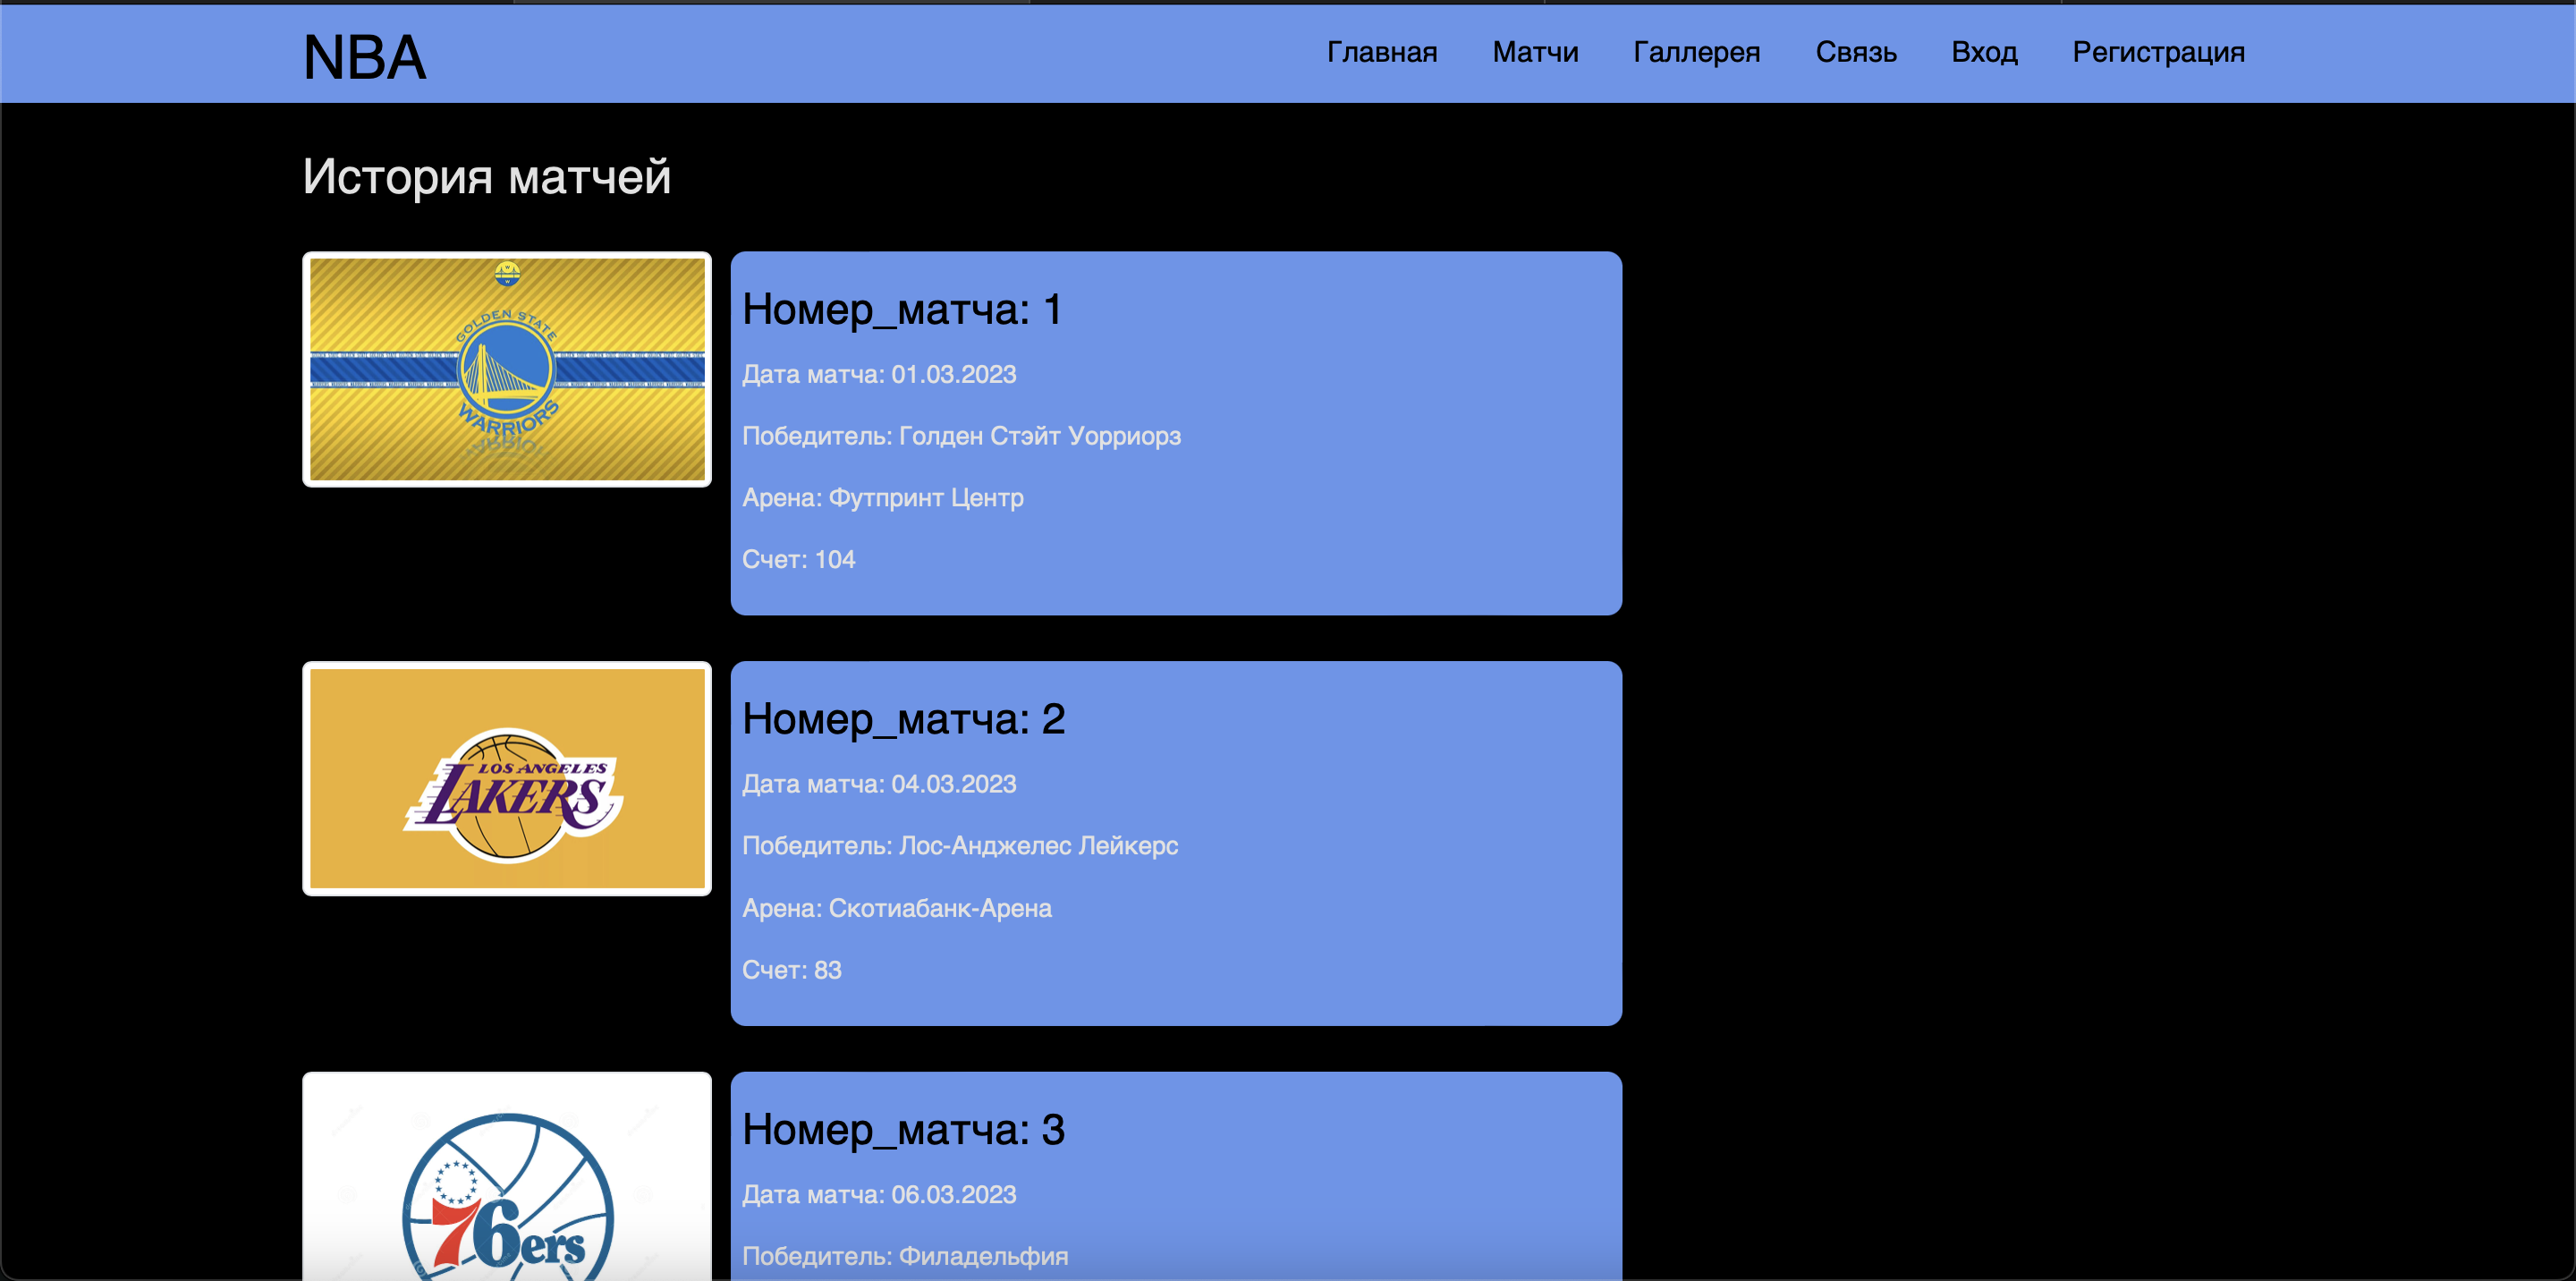 NBA
Главная Матчи Галлерея Связь Вход Регистрация
История матчей
GOLDEN STATE
WARRIORS
Номер_матча: 1
Дата матча: 01.03.2023
Победитель: Голден Стэйт Уорриорз
Арена: Футпринт Центр
Счет: 104
LOS ANGELES
LAKERS
Номер_матча: 2
Дата матча: 04.03.2023
Победитель: Лос-Анджелес Лейкерс
Арена: Скотиабанк-Арена
Счет: 83
76ers
Номер_матча: 3
Дата матча: 06.03.2023
Победитель: Филадельфия